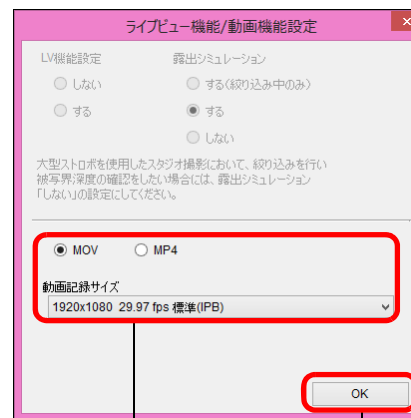 ライブビュー機能/動画機能設定
LV機能設定 露出シミュレーション
しない する(絞り込み中のみ)
する する
しない
大型ストロボを使用したスタジオ撮影において、絞り込みを行い
被写界深度の確認をしたい場合には、露出シミュレーション
「しない」の設定にしてください。
MOV MP4
動画記録サイズ
1920x1080 29.97 fps 標準(IPB)
OK